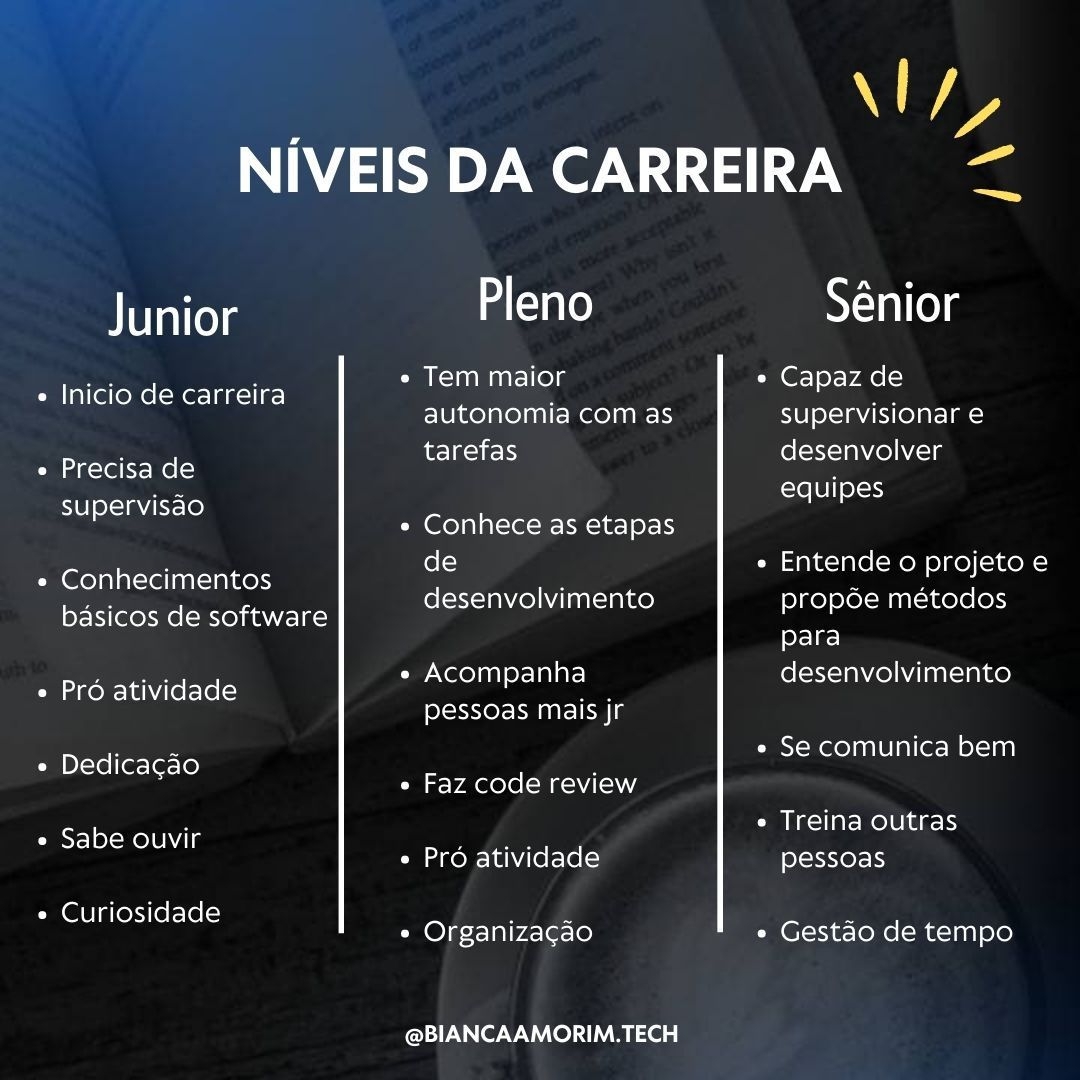 NÍVEIS DA CARREIRA
Junior
Inicio de carreira
Precisa de
supervisão
Conhecimentos
básicos de software
Pró atividade
Dedicação
Sabe ouvir
Curiosidade
Pleno
Tem maior
autonomia com as
tarefas
Conhece as etapas
de
desenvolvimento
Acompanha
pessoas mais jr
Faz code review
Pró atividade
Organização
Sênior
Capaz de
supervisionar e
desenvolver
equipes
Entende o projeto e
propõe métodos
para
desenvolvimento
Se comunica bem
Treina outras
pessoas
Gestão de tempo
@BIANCAAMORIM.TECH